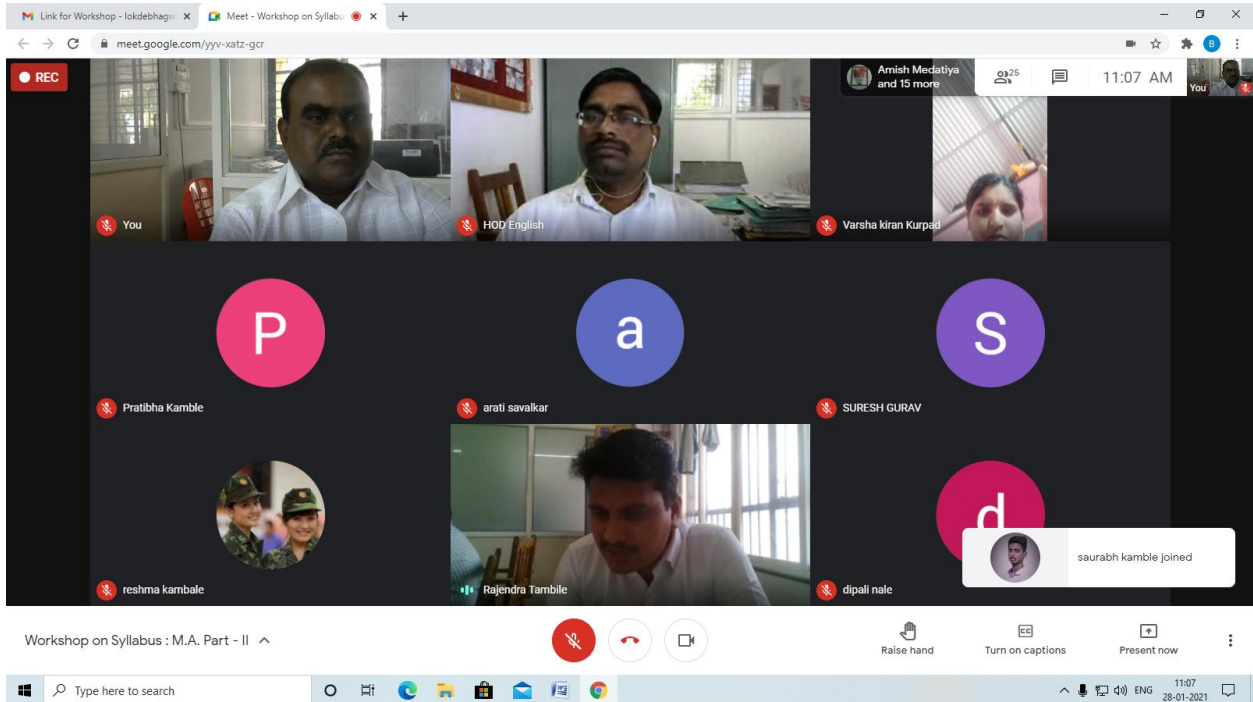 Link for Workshop - lokdebhagw
Meet - Workshop on Syllabu
meet.google.com/yyv-xatz-gcr
B
REC
Amish Medatiya
and 15 more
25
11:07 AM
You
You
HOD English
Varsha kiran Kurpad
P
a
S
Pratibha Kamble
arati savalkar
SURESH GURAV
d
saurabh kamble joined
reshma kambale
Rajendra Tambile
dipali nale
Workshop on Syllabus : M.A. Part - II
Raise hand
CC
Turn on captions
Present now
Type here to search
ENG
11:07
28-01-2021